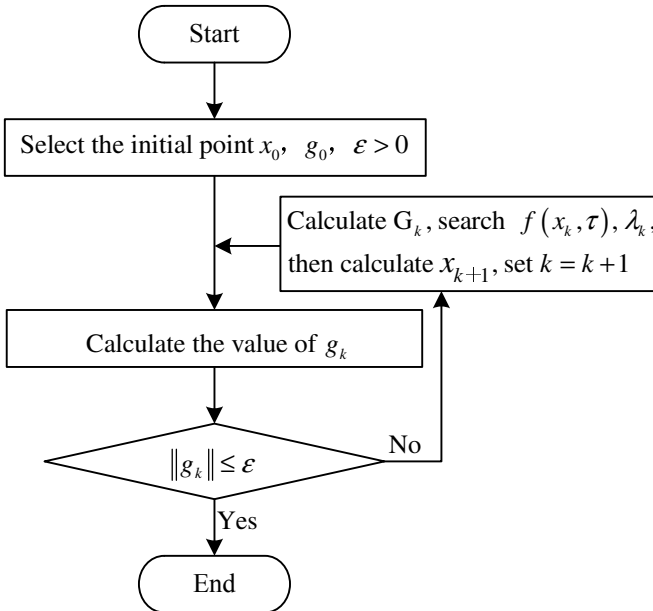 Start
Select the initial point x₀, g₀, ε > 0
Calculate Gₖ, search f(xₖ, τ), λₖ,
then calculate xₖ₊₁, set k = k+1
Calculate the value of gₖ
‖gₖ‖ ≤ ε
No
Yes
End